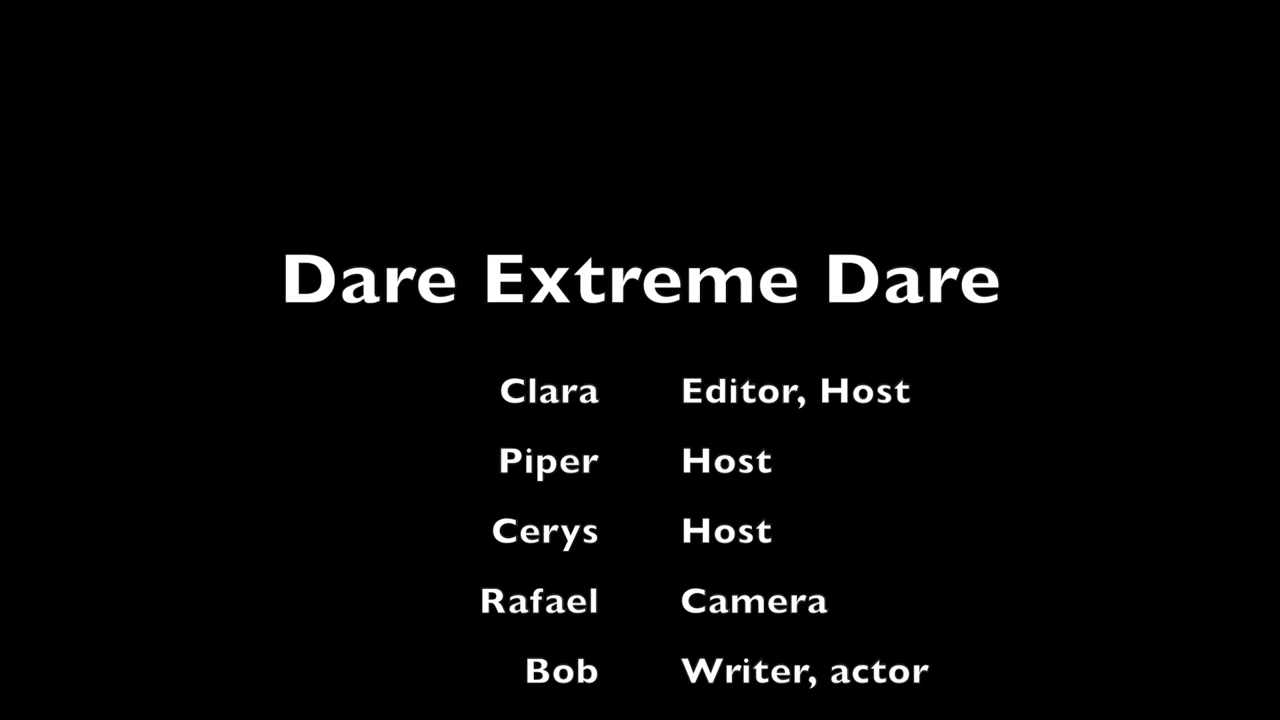 Dare Extreme Dare
Clara Editor, Host
Piper Host
Cerys Host
Rafael Camera
Bob Writer, actor